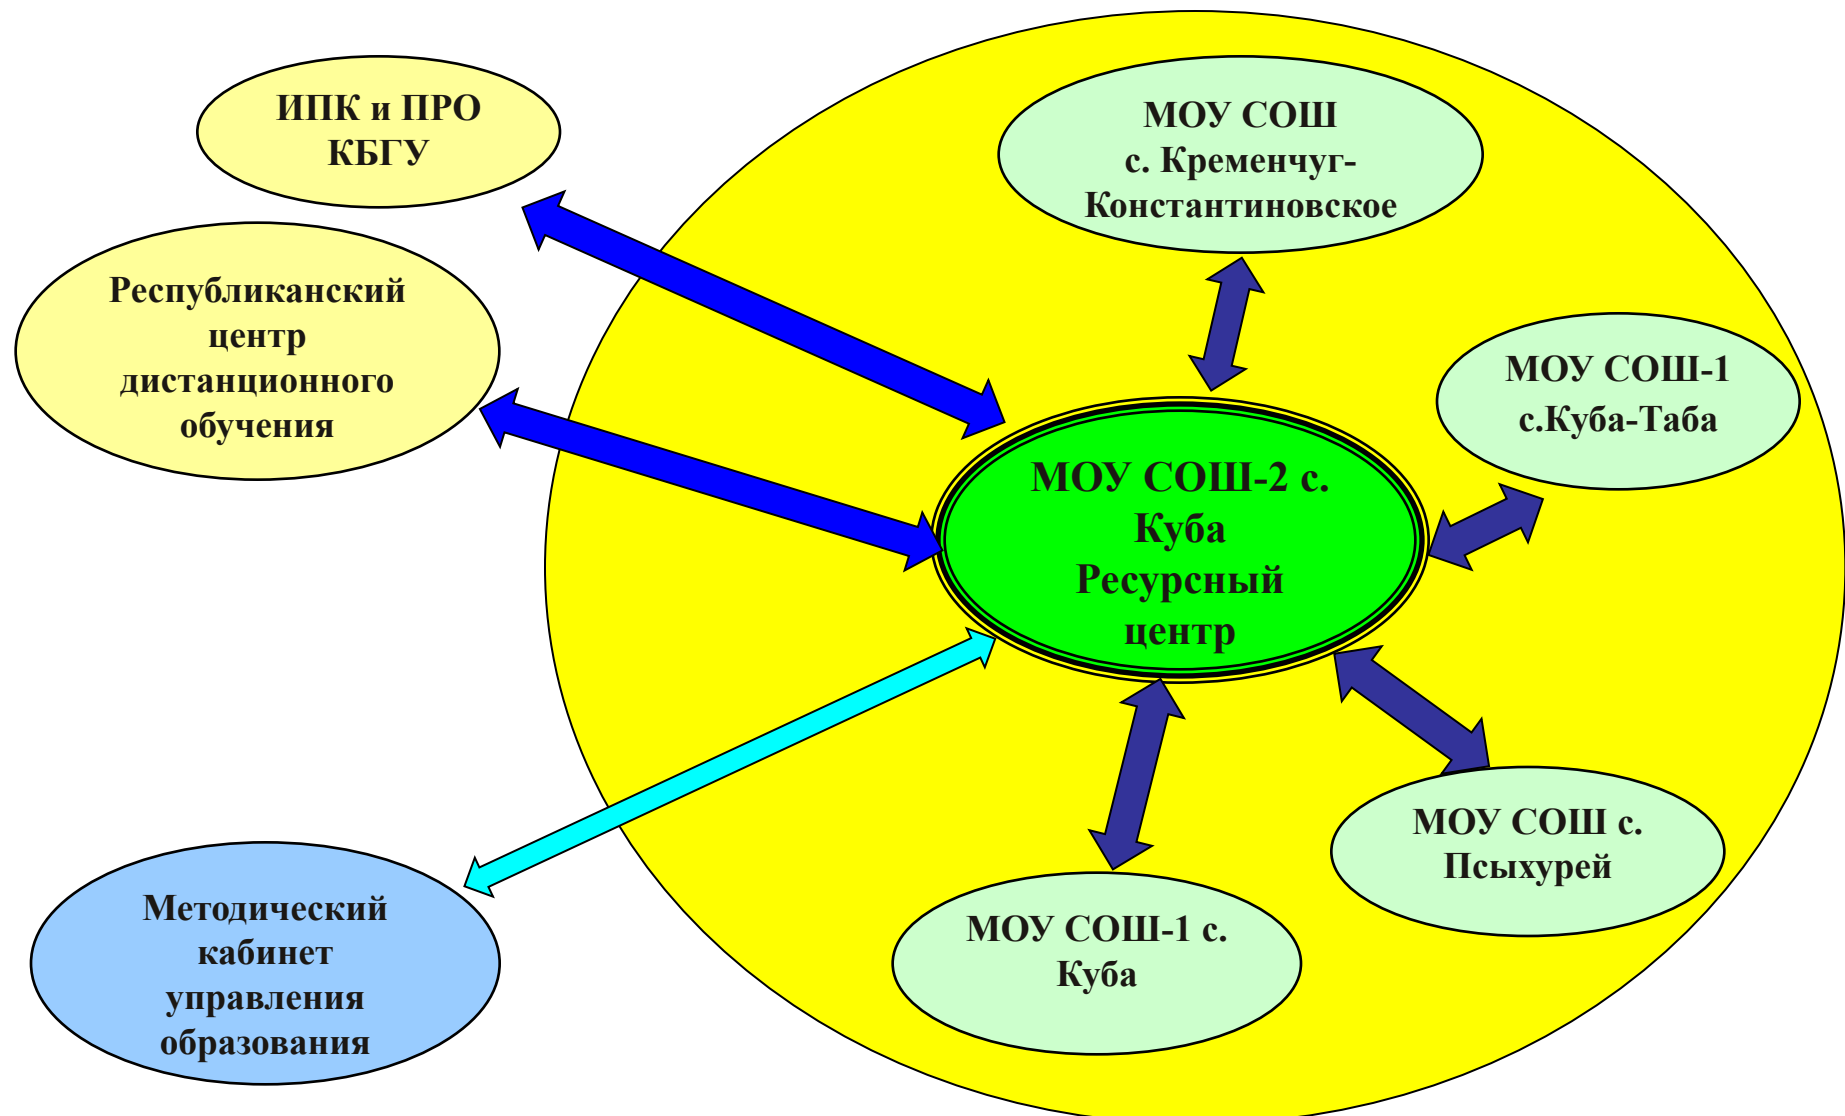 ИПК и ПРО
КБГУ
Республиканский
центр
дистанционного
обучения
Методический
кабинет
управления
образования
МОУ СОШ
с. Кременчуг-
Константиновское
МОУ СОШ-1
с.Куба-Таба
МОУ СОШ-2 с.
Куба
Ресурсный
центр
МОУ СОШ с.
Псыхурей
МОУ СОШ-1 с.
Куба